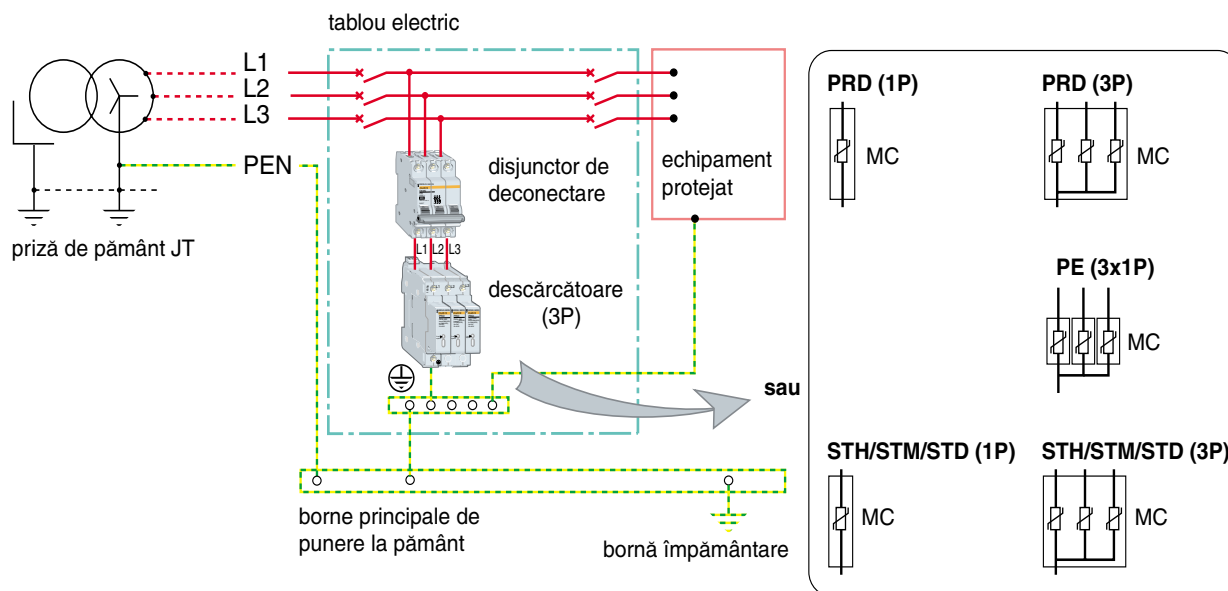 tablou electric
L1
L2
L3
PEN
priză de pământ JT
disjunctor de
deconectare
L1 L2 L3
descărcătoare
(3P)
echipament
protejat
sau
borne principale de
punere la pământ
bornă împământare
PRD (1P)
MC
PRD (3P)
MC
PE (3x1P)
MC
STH/STM/STD (1P)
MC
STH/STM/STD (3P)
MC